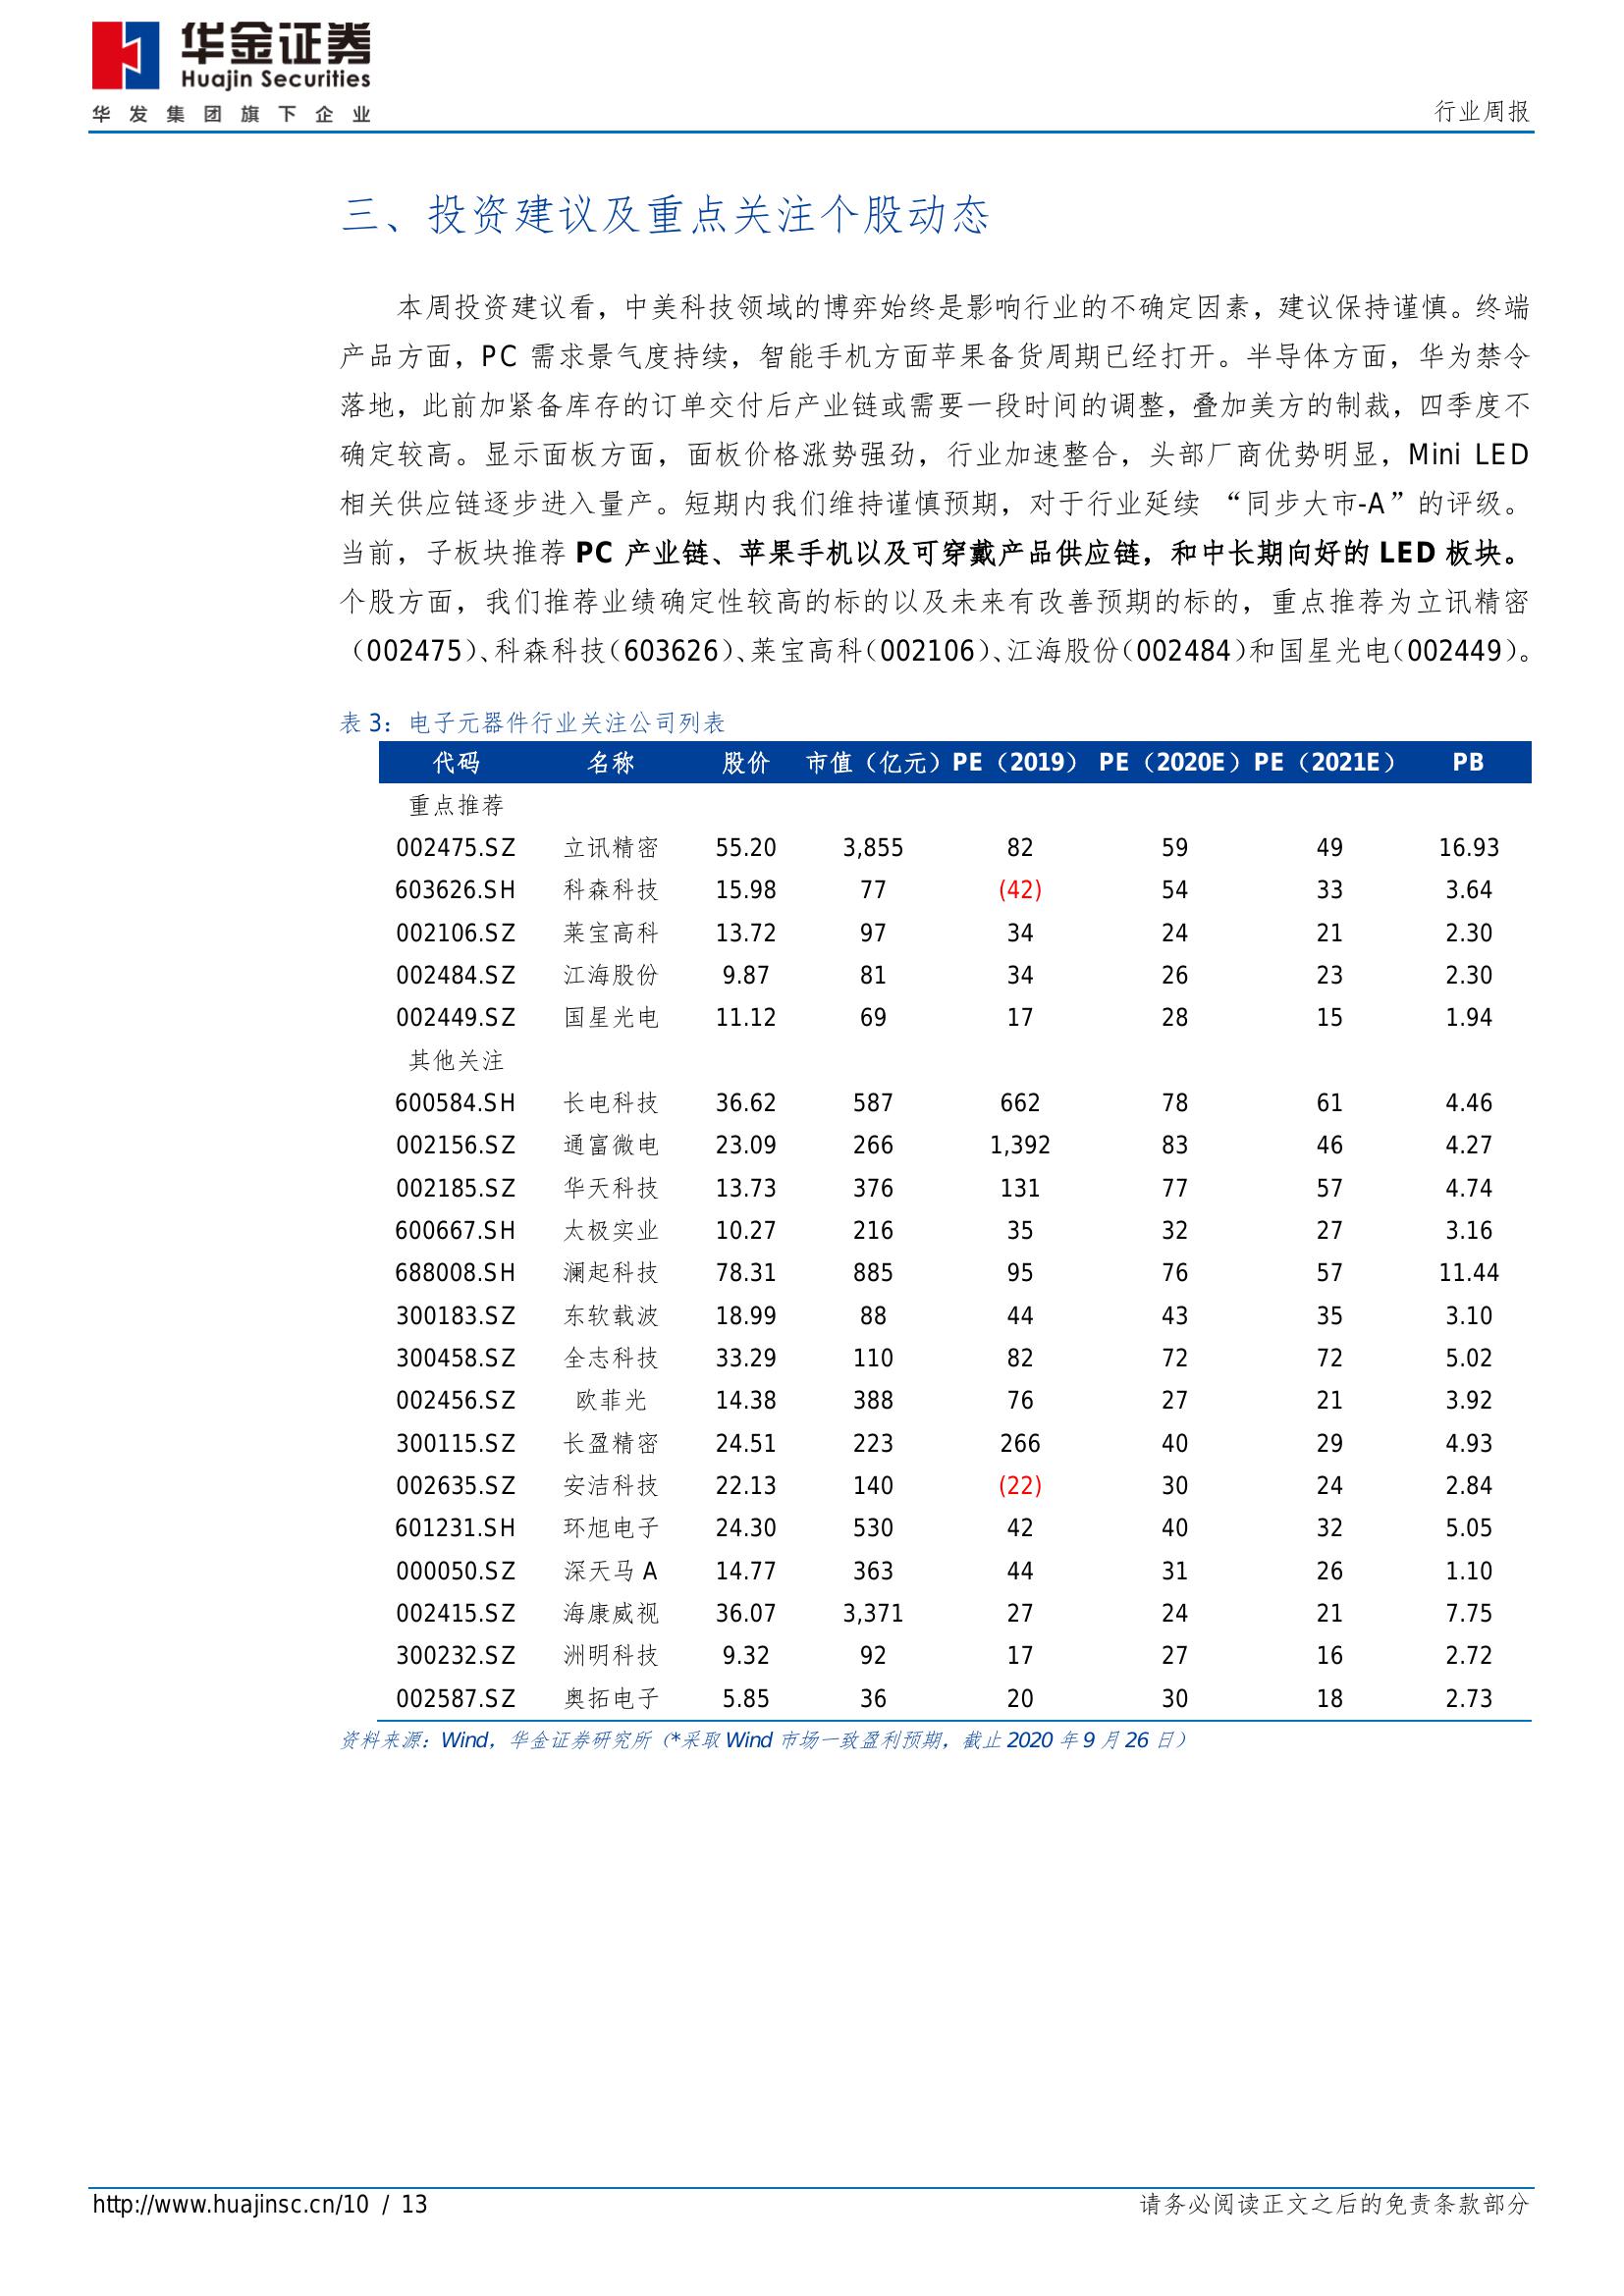 华金证券
Huajin Securities
华发集团旗下企业
行业周报
三、投资建议及重点关注个股动态
本周投资建议看，中美科技领域的博弈始终是影响行业的不确定因素，建议保持谨慎。终端
产品方面，PC 需求景气度持续，智能手机方面苹果备货周期已经打开。半导体方面，华为禁令
落地，此前加紧备库存的订单交付后产业链或需要一段时间的调整，叠加美方的制裁，四季度不
确定较高。显示面板方面，面板价格涨势强劲，行业加速整合，头部厂商优势明显，Mini LED
相关供应链逐步进入量产。短期内我们维持谨慎预期，对于行业延续 “同步大市-A”的评级。
当前，子板块推荐 PC 产业链、苹果手机以及可穿戴产品供应链，和中长期向好的 LED 板块。
个股方面，我们推荐业绩确定性较高的标的以及未来有改善预期的标的，重点推荐为立讯精密
（002475）、科森科技（603626）、莱宝高科（002106）、江海股份（002484）和国星光电（002449）。
表 3：电子元器件行业关注公司列表
代码 名称 股价 市值（亿元） PE（2019） PE（2020E） PE（2021E） PB
重点推荐
002475.SZ 立讯精密 55.20 3,855 82 59 49 16.93
603626.SH 科森科技 15.98 77 (42) 54 33 3.64
002106.SZ 莱宝高科 13.72 97 34 24 21 2.30
002484.SZ 江海股份 9.87 81 34 26 23 2.30
002449.SZ 国星光电 11.12 69 17 28 15 1.94
其他关注
600584.SH 长电科技 36.62 587 662 78 61 4.46
002156.SZ 通富微电 23.09 266 1,392 83 46 4.27
002185.SZ 华天科技 13.73 376 131 77 57 4.74
600667.SH 太极实业 10.27 216 35 32 27 3.16
688008.SH 澜起科技 78.31 885 95 76 57 11.44
300183.SZ 东软载波 18.99 88 44 43 35 3.10
300458.SZ 全志科技 33.29 110 82 72 72 5.02
002456.SZ 欧菲光 14.38 388 76 27 21 3.92
300115.SZ 长盈精密 24.51 223 266 40 29 4.93
002635.SZ 安洁科技 22.13 140 (22) 30 24 2.84
601231.SH 环旭电子 24.30 530 42 40 32 5.05
000050.SZ 深天马 A 14.77 363 44 31 26 1.10
002415.SZ 海康威视 36.07 3,371 27 24 21 7.75
300232.SZ 洲明科技 9.32 92 17 27 16 2.72
002587.SZ 奥拓电子 5.85 36 20 30 18 2.73
资料来源：Wind，华金证券研究所（*采取 Wind 市场一致盈利预期，截止 2020 年 9 月 26 日）
http://www.huajinsc.cn/10 / 13
请务必阅读正文之后的免责条款部分